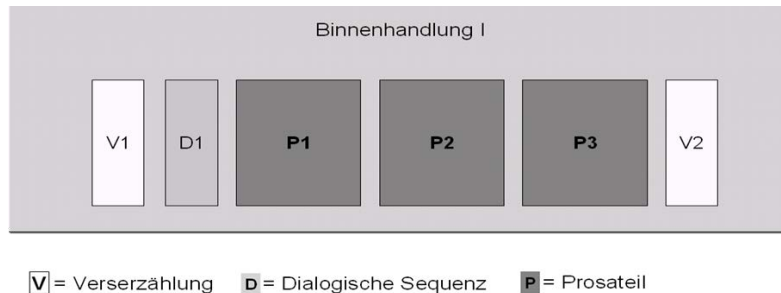 Binnenhandlung I
V1 D1 P1 P2 P3 V2
V = Verserzählung D = Dialogische Sequenz P = Prosateil